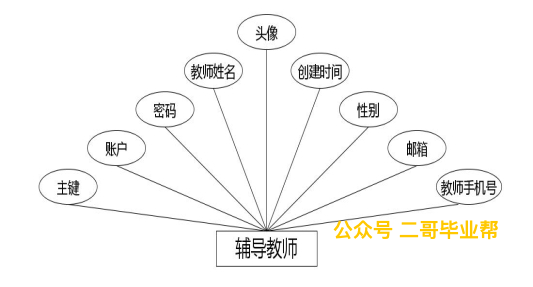 头像
教师姓名
创建时间
密码
性别
账户
邮箱
主键
教师手机号
公众号 二哥毕业帮
辅导教师